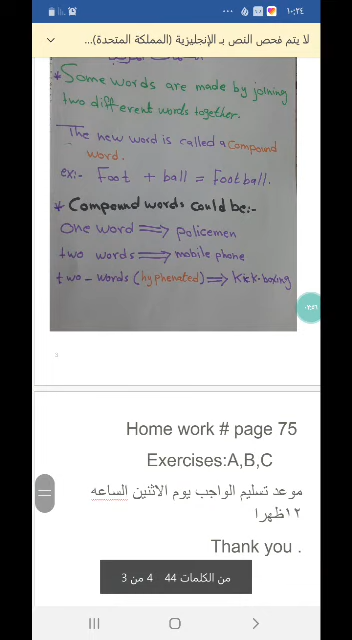 ١٠:٢٤
لا يتم فحص النص بـ الإنجليزية (المملكة المتحدة)...
* Some words are made by joining
two different words together.
The new word is called a Compound
word.
ex:- Foot + ball = Football.
* Compound words could be:-
One word ⟹ policemen
two words ⟹ mobile phone
two-words (hyphenated) ⟹ Kick-boxing
Home work # page 75
Exercises:A,B,C
موعد تسليم الواجب يوم الاثنين الساعه
١٢ظهرا
Thank you .
4 من 3 44 من الكلمات